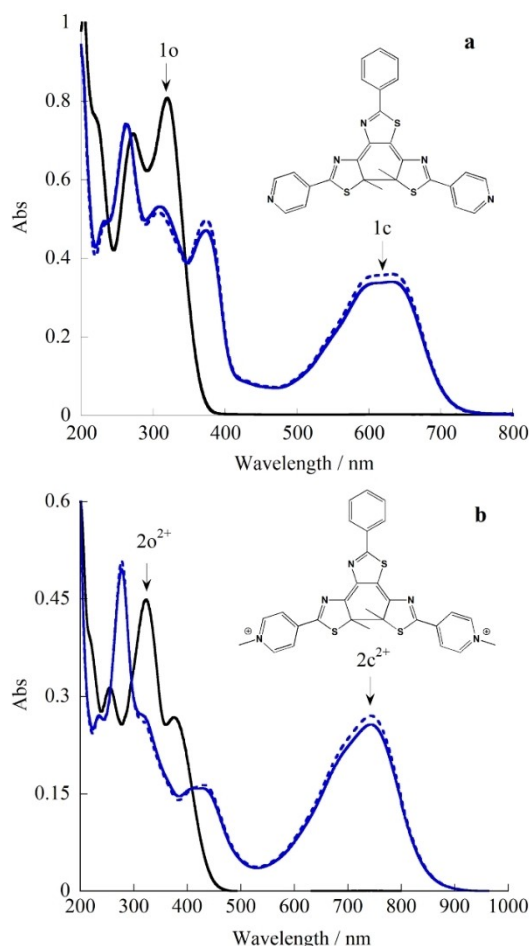 a
1
0.8
0.6
0.4
0.2
0
Abs
1o
1c
N
S
N
N
S
S
N
N
200 300 400 500 600 700 800
Wavelength / nm
b
0.6
0.45
0.3
0.15
0
Abs
2o²⁺
2c²⁺
N
S
N
N
S
S
N
⊕
N
⊕
200 300 400 500 600 700 800 900 1000
Wavelength / nm